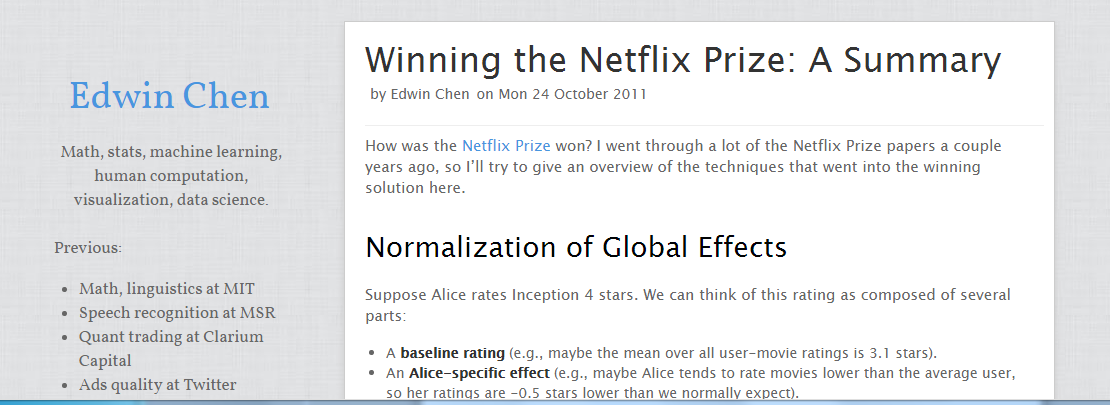 Edwin Chen
Math, stats, machine learning,
human computation,
visualization, data science.
Previous:
• Math, linguistics at MIT
• Speech recognition at MSR
• Quant trading at Clarium
Capital
• Ads quality at Twitter
Winning the Netflix Prize: A Summary
by Edwin Chen on Mon 24 October 2011
How was the Netflix Prize won? I went through a lot of the Netflix Prize papers a couple
years ago, so I’ll try to give an overview of the techniques that went into the winning
solution here.
Normalization of Global Effects
Suppose Alice rates Inception 4 stars. We can think of this rating as composed of several
parts:
• A baseline rating (e.g., maybe the mean over all user-movie ratings is 3.1 stars).
• An Alice-specific effect (e.g., maybe Alice tends to rate movies lower than the average user,
so her ratings are -0.5 stars lower than we normally expect).